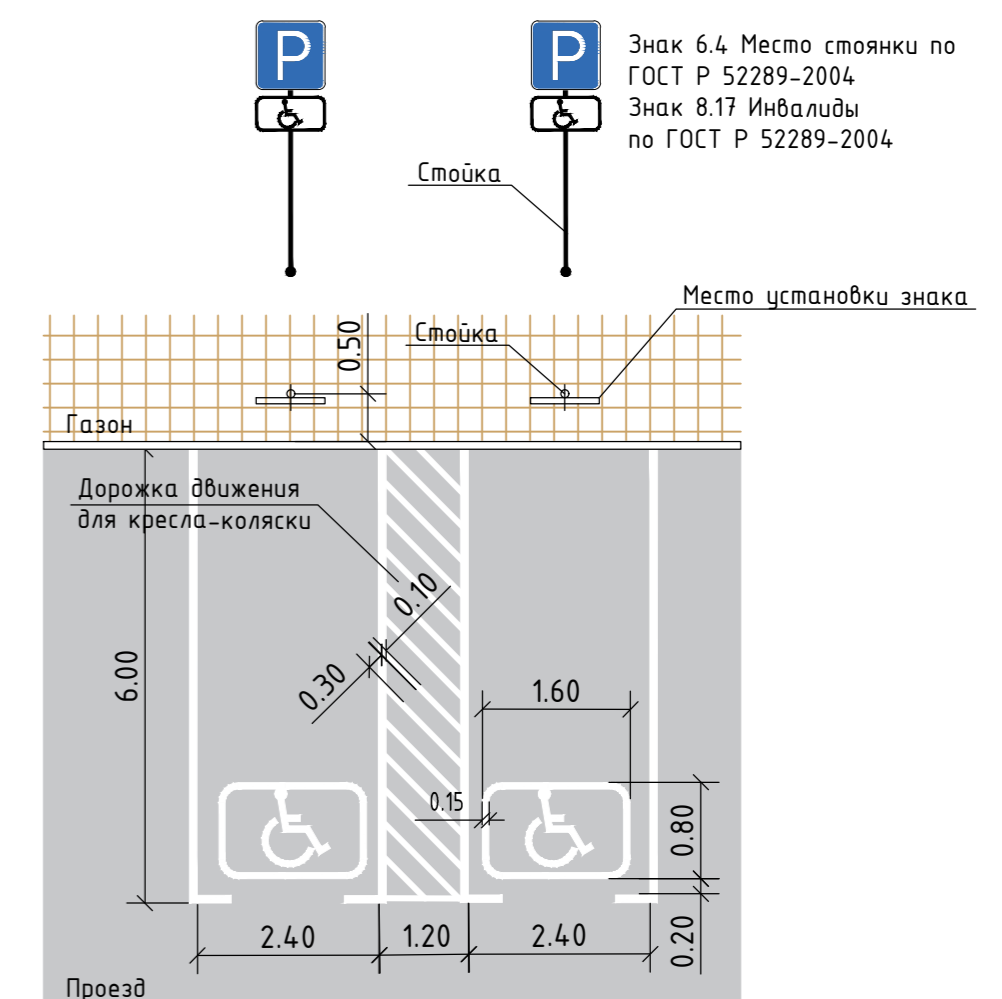 P
P
Знак 6.4 Место стоянки по
ГОСТ Р 52289-2004
Знак 8.17 Инвалиды
по ГОСТ Р 52289-2004
Стойка
Место установки знака
0.50
Стойка
Газон
Дорожка движения
для кресла-коляски
0.10
0.30
6.00
1.60
0.15
0.80
2.40
1.20
2.40
0.20
Проезд